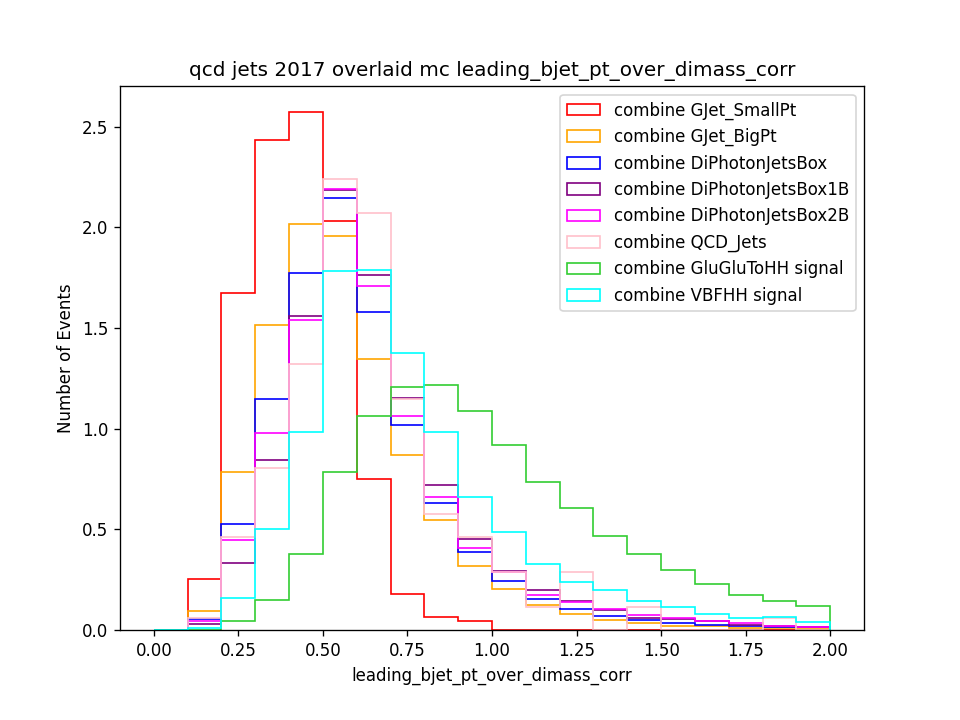 qcd jets 2017 overlaid mc leading_bjet_pt_over_dimass_corr
combine GJet_SmallPt
combine GJet_BigPt
combine DiPhotonJetsBox
combine DiPhotonJetsBox1B
combine DiPhotonJetsBox2B
combine QCD_Jets
combine GluGluToHH signal
combine VBFHH signal
Number of Events
2.5
2.0
1.5
1.0
0.5
0.0
0.00 0.25 0.50 0.75 1.00 1.25 1.50 1.75 2.00
leading_bjet_pt_over_dimass_corr